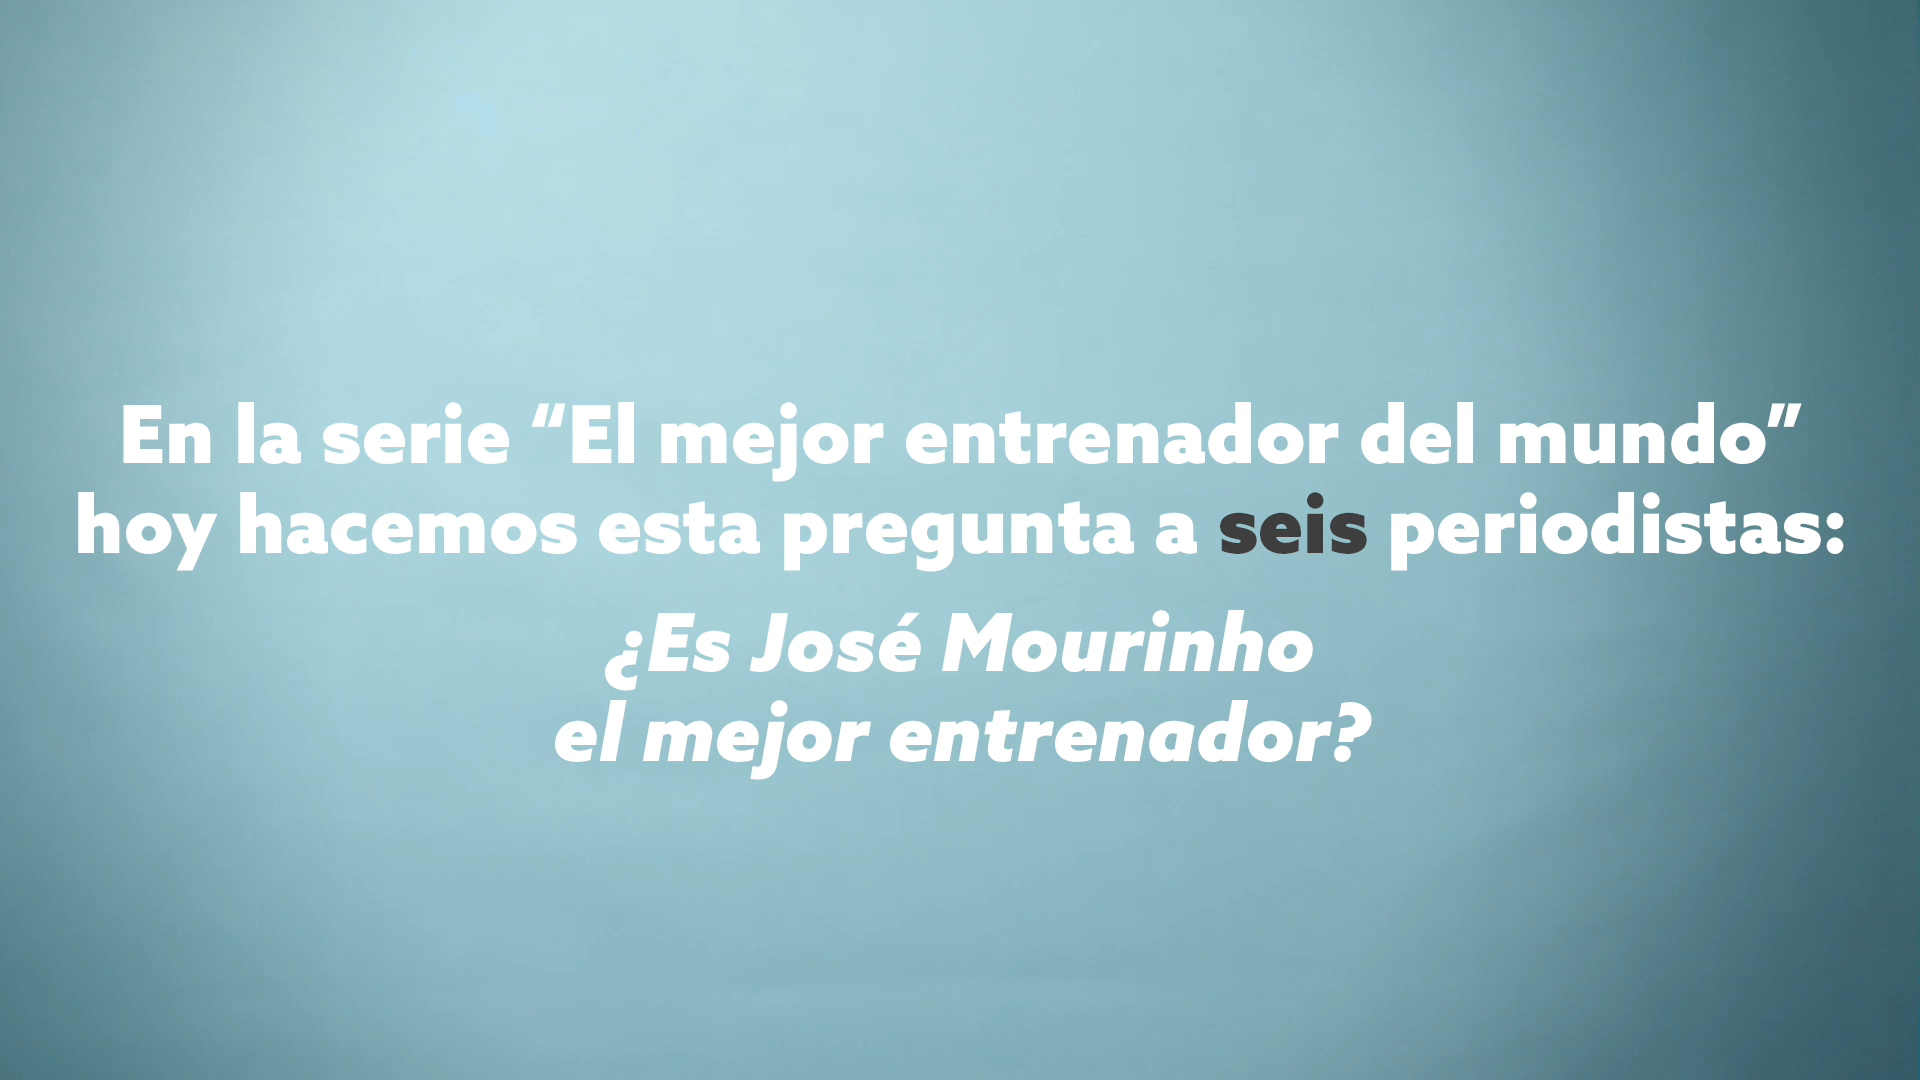 En la serie “El mejor entrenador del mundo”
hoy hacemos esta pregunta a seis periodistas:
¿Es José Mourinho
el mejor entrenador?